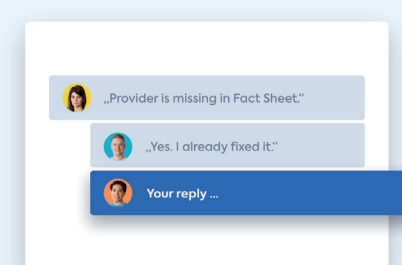 „Provider is missing in Fact Sheet.“
„Yes. I already fixed it.“
Your reply ...